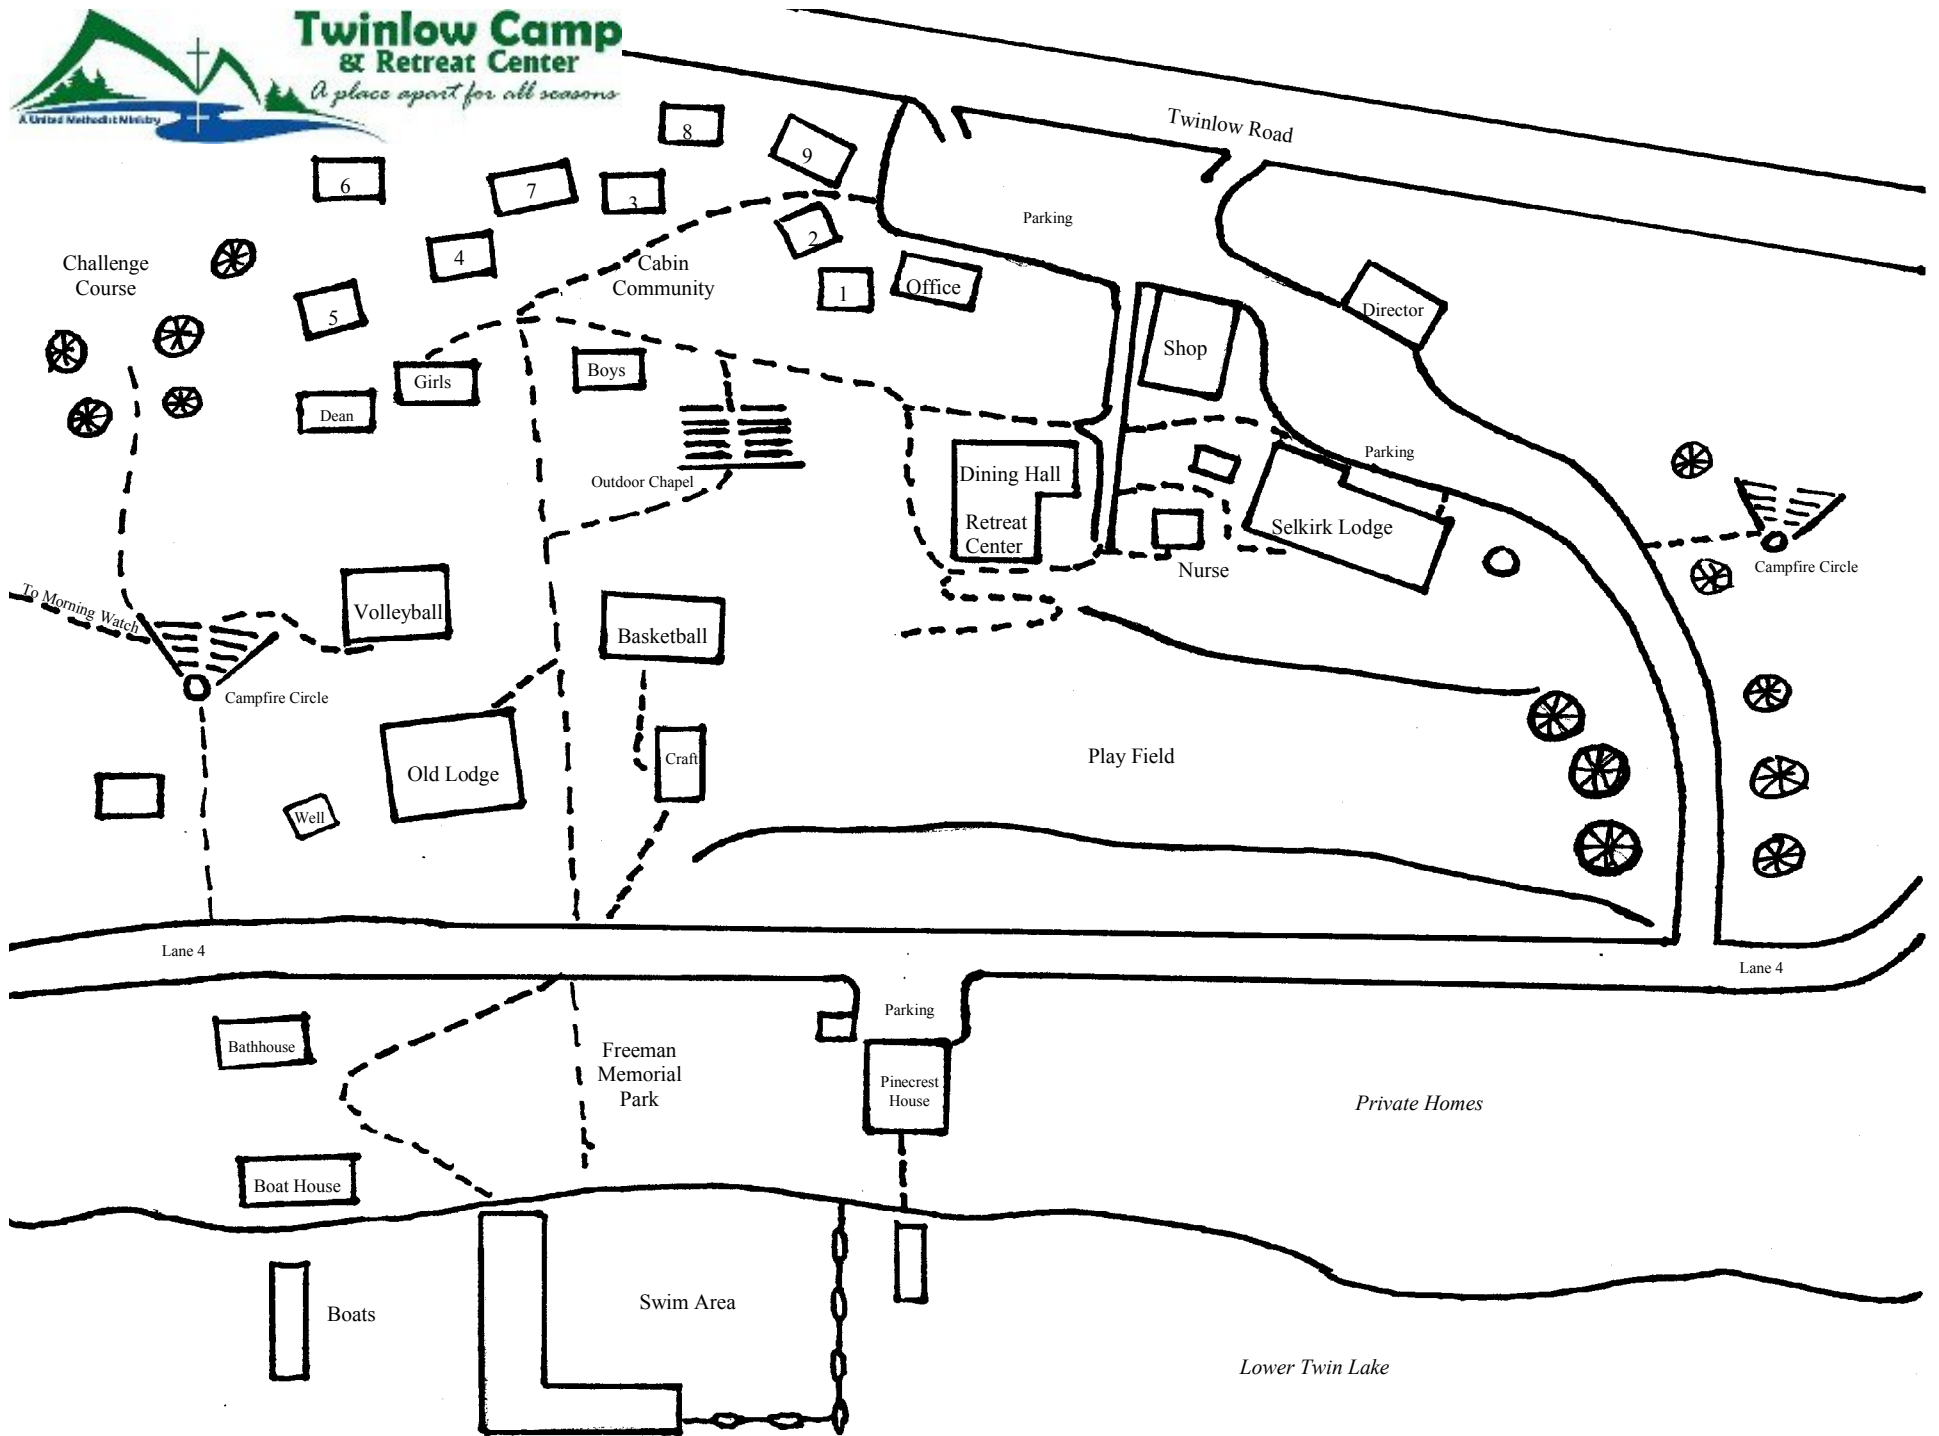 Twinlow Camp
& Retreat Center
A place apart for all seasons
A United Methodist Ministry
Twinlow Road
8
9
6
7
3
Parking
2
4
Cabin
Community
Challenge
Course
1
Office
5
Director
Shop
Boys
Girls
Dean
Parking
Outdoor Chapel
Dining Hall
Retreat
Center
Selkirk Lodge
Nurse
Campfire Circle
To Morning Watch
Volleyball
Basketball
Campfire Circle
Old Lodge
Craft
Play Field
Well
Lane 4
Lane 4
Parking
Bathhouse
Freeman
Memorial
Park
Pinecrest
House
Private Homes
Boat House
Boats
Swim Area
Lower Twin Lake